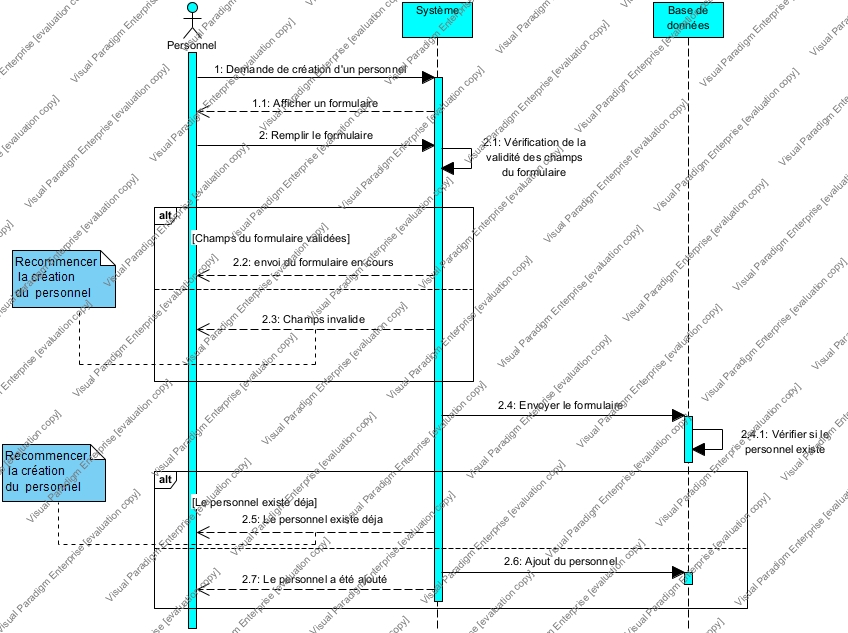 Système
Base de
données
Personnel
1: Demande de création d'un personnel
1.1: Afficher un formulaire
2: Remplir le formulaire
2.1: Vérification de la
validité des champs
du formulaire
alt
[Champs du formulaire validées]
2.2: envoi du formulaire en cours
Recommencer
la création
du personnel
2.3: Champs invalide
2.4: Envoyer le formulaire
2.4.1: Vérifier si le
personnel existe
Recommencer
la création
du personnel
alt
[Le personnel existe déja]
2.5: Le personnel existe déja
2.6: Ajout du personnel
2.7: Le personnel a été ajouté
Visual Paradigm Enterprise [evaluation copy]